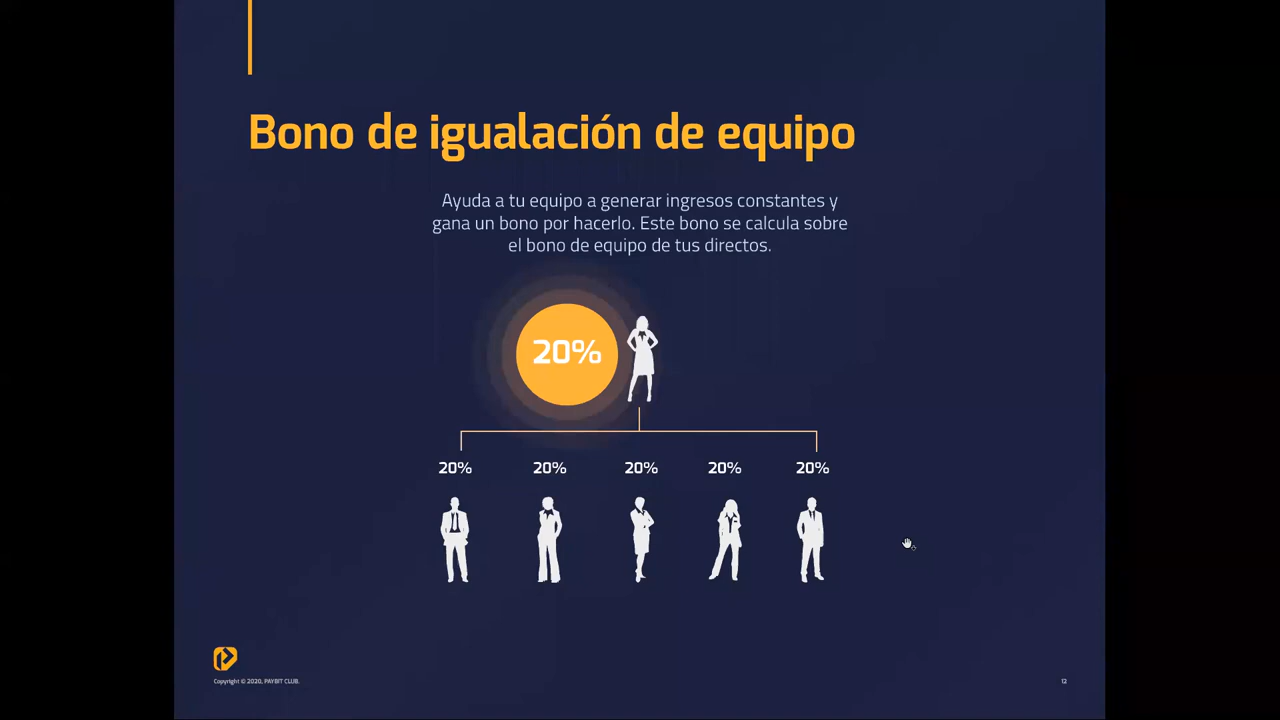 Bono de igualación de equipo
Ayuda a tu equipo a generar ingresos constantes y
gana un bono por hacerlo. Este bono se calcula sobre
el bono de equipo de tus directos.
20%
20% 20% 20% 20% 20%
Copyright © 2020, PAYBIT CLUB.
12